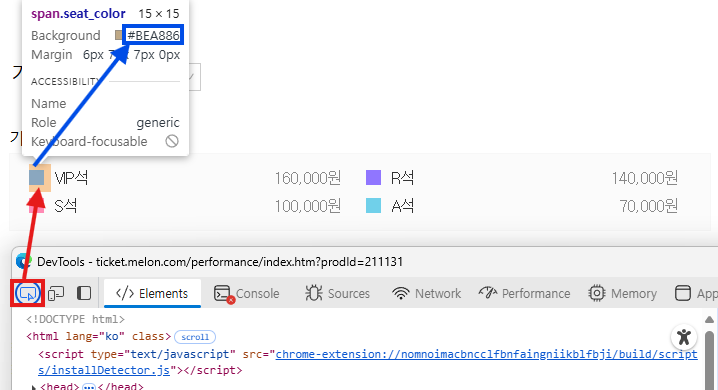 span.seat_color 15 × 15
Background #BEA886
Margin 6px 7px 7px 0px
ACCESSIBILITY
Name
Role generic
Keyboard-focusable
VIP석 160,000원 R석 140,000원
S석 100,000원 A석 70,000원
DevTools - ticket.melon.com/performance/index.htm?prodId=211131
Elements Console Sources Network Performance Memory
<!DOCTYPE html>
<html lang="ko" class> scroll
<script type="text/javascript" src="chrome-extension://nomnoimacbncclfbnfaingniikblfbji/build/script
s/installDetector.js"></script>
<head> ⋯ </head>